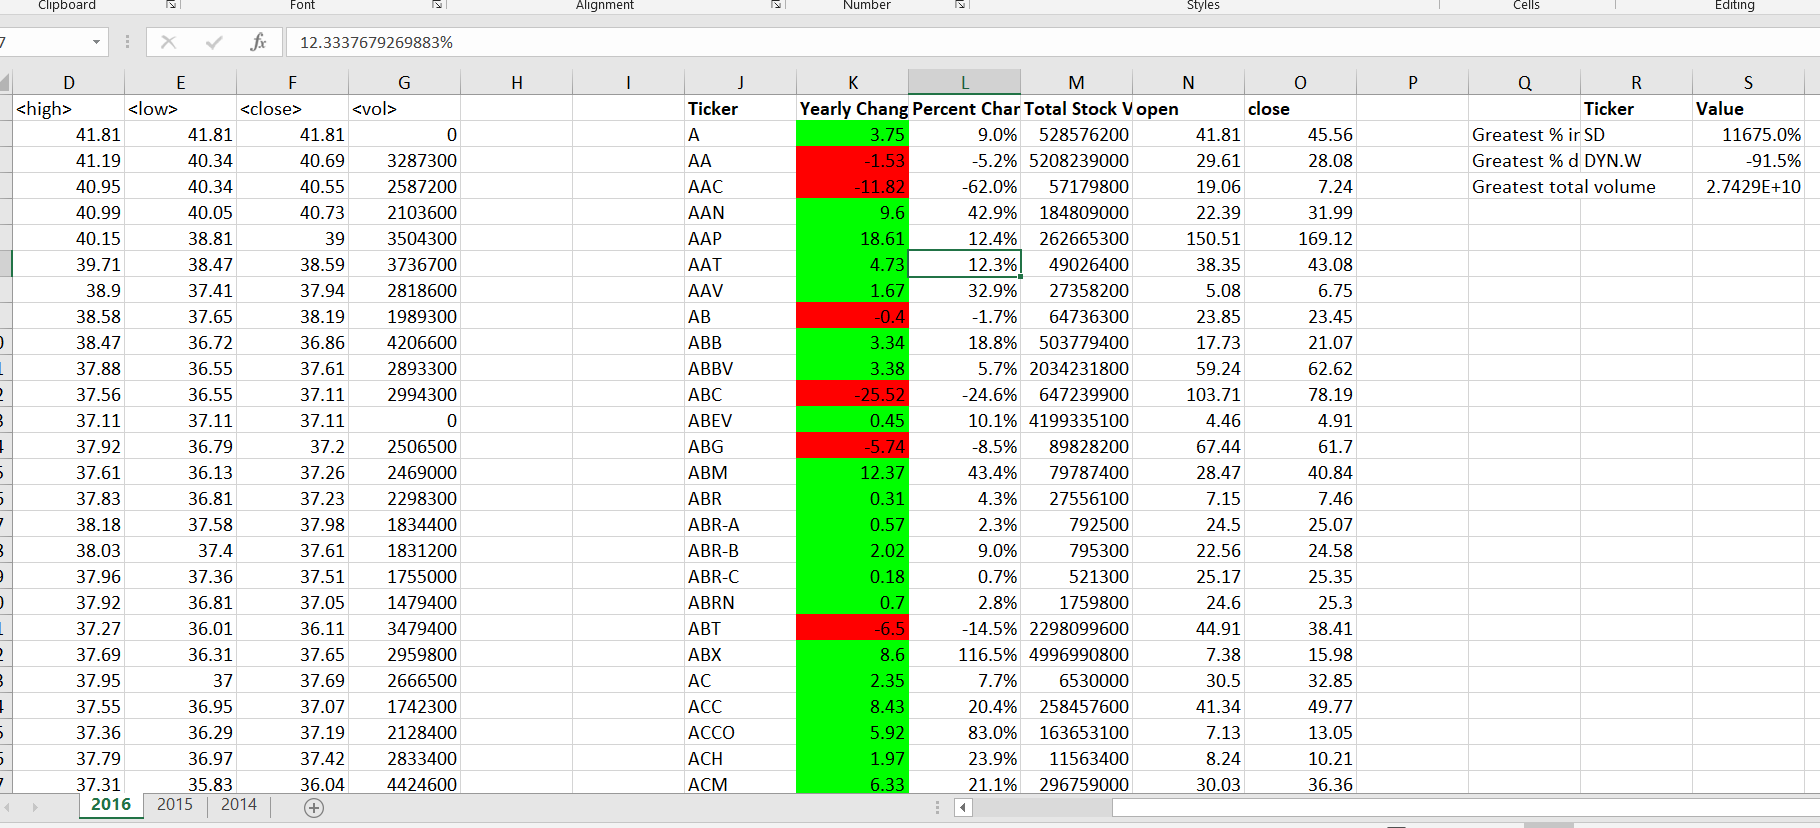 Clipboard Font Alignment Number Styles Cells Editing
7 fx 12.3337679269883%
D E F G H I J K L M N O P Q R S
<high> <low> <close> <vol> Ticker Yearly Chang Percent Char Total Stock V open close Ticker Value
41.81 41.81 41.81 0 A 3.75 9.0% 528576200 41.81 45.56 Greatest % ir SD 11675.0%
41.19 40.34 40.69 3287300 AA -1.53 -5.2% 5208239000 29.61 28.08 Greatest % d DYN.W -91.5%
40.95 40.34 40.55 2587200 AAC -11.82 -62.0% 57179800 19.06 7.24 Greatest total volume 2.7429E+10
40.99 40.05 40.73 2103600 AAN 9.6 42.9% 184809000 22.39 31.99
40.15 38.81 39 3504300 AAP 18.61 12.4% 262665300 150.51 169.12
39.71 38.47 38.59 3736700 AAT 4.73 12.3% 49026400 38.35 43.08
38.9 37.41 37.94 2818600 AAV 1.67 32.9% 27358200 5.08 6.75
38.58 37.65 38.19 1989300 AB -0.4 -1.7% 64736300 23.85 23.45
38.47 36.72 36.86 4206600 ABB 3.34 18.8% 503779400 17.73 21.07
37.88 36.55 37.61 2893300 ABBV 3.38 5.7% 2034231800 59.24 62.62
37.56 36.55 37.11 2994300 ABC -25.52 -24.6% 647239900 103.71 78.19
37.11 37.11 37.11 0 ABEV 0.45 10.1% 4199335100 4.46 4.91
37.92 36.79 37.2 2506500 ABG -5.74 -8.5% 89828200 67.44 61.7
37.61 36.13 37.26 2469000 ABM 12.37 43.4% 79787400 28.47 40.84
37.83 36.81 37.23 2298300 ABR 0.31 4.3% 27556100 7.15 7.46
38.18 37.58 37.98 1834400 ABR-A 0.57 2.3% 792500 24.5 25.07
38.03 37.4 37.61 1831200 ABR-B 2.02 9.0% 795300 22.56 24.58
37.96 37.36 37.51 1755000 ABR-C 0.18 0.7% 521300 25.17 25.35
37.92 36.81 37.05 1479400 ABRN 0.7 2.8% 1759800 24.6 25.3
37.27 36.01 36.11 3479400 ABT -6.5 -14.5% 2298099600 44.91 38.41
37.69 36.31 37.65 2959800 ABX 8.6 116.5% 4996990800 7.38 15.98
37.95 37 37.69 2666500 AC 2.35 7.7% 6530000 30.5 32.85
37.55 36.95 37.07 1742300 ACC 8.43 20.4% 258457600 41.34 49.77
37.36 36.29 37.19 2128400 ACCO 5.92 83.0% 163653100 7.13 13.05
37.79 36.97 37.42 2833400 ACH 1.97 23.9% 11563400 8.24 10.21
37.31 35.83 36.04 4424600 ACM 6.33 21.1% 296759000 30.03 36.36
2016 2015 2014